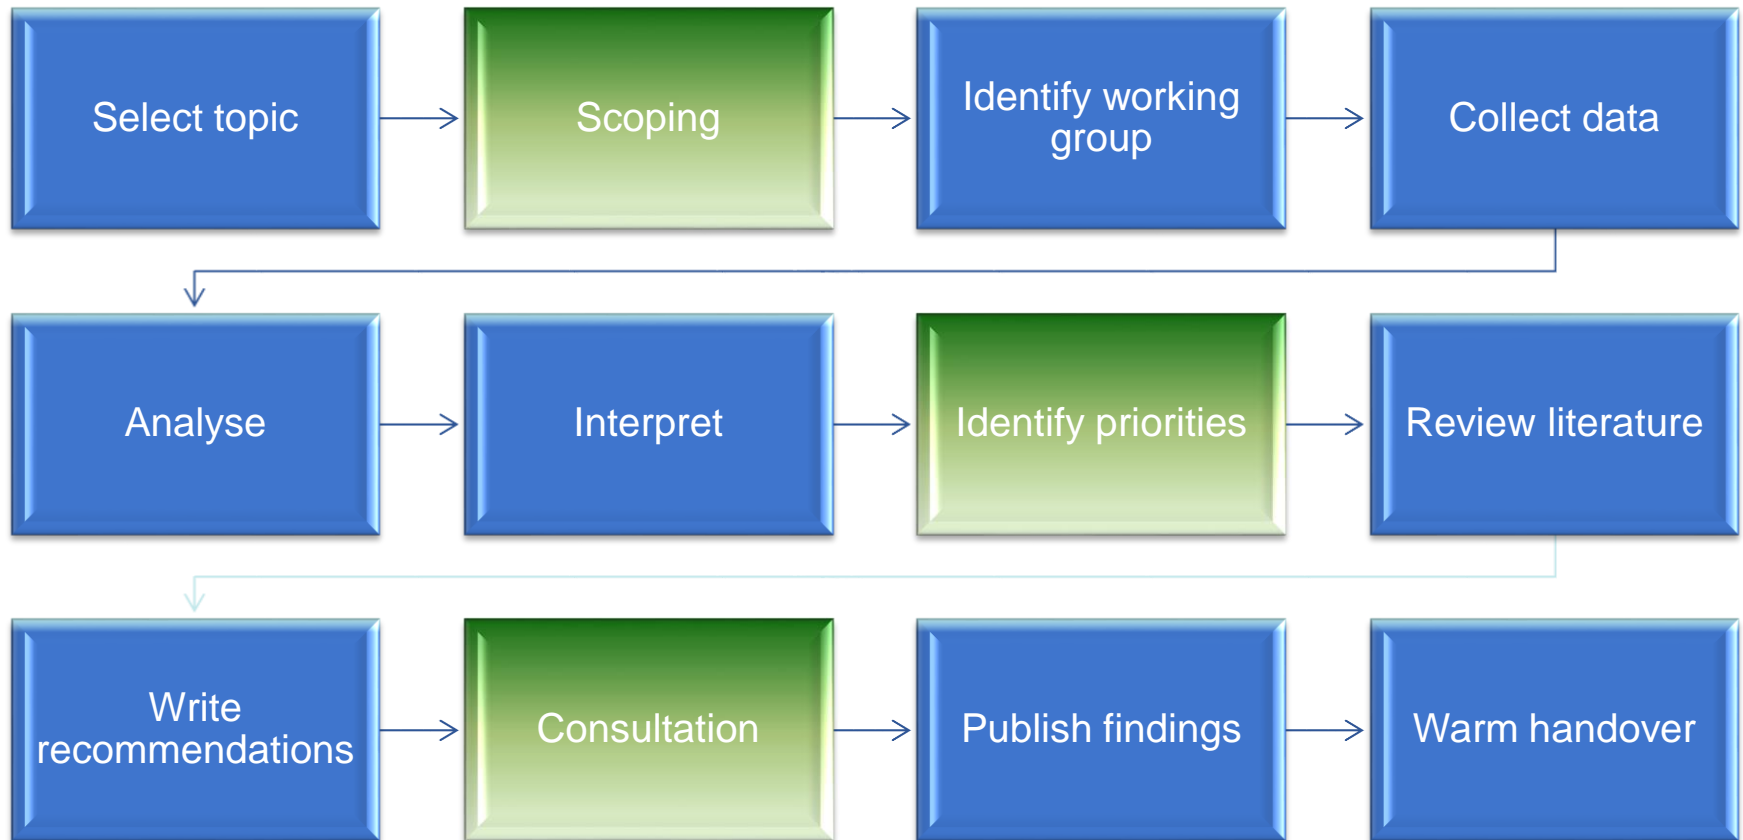 Select topic
Scoping
Identify working
group
Collect data
Analyse
Interpret
Identify priorities
Review literature
Write
recommendations
Consultation
Publish findings
Warm handover